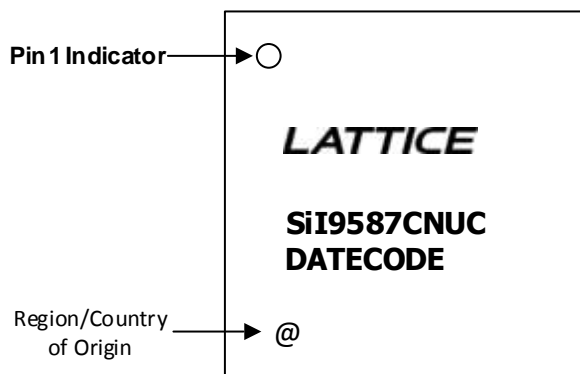 Pin 1 Indicator
LATTICE
SiI9587CNUC
DATECODE
Region/Country
of Origin
@